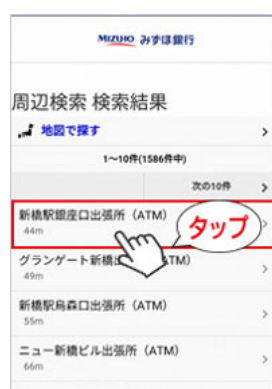 MIZUHO みずほ銀行
周辺検索 検索結果
地図で探す
1～10件(1586件中)
次の10件
新橋駅銀座口出張所（ATM）
44m
タップ
グランゲート新橋 ATM）
49m
新橋駅烏森口出張所（ATM）
55m
ニュー新橋ビル出張所（ATM）
66m